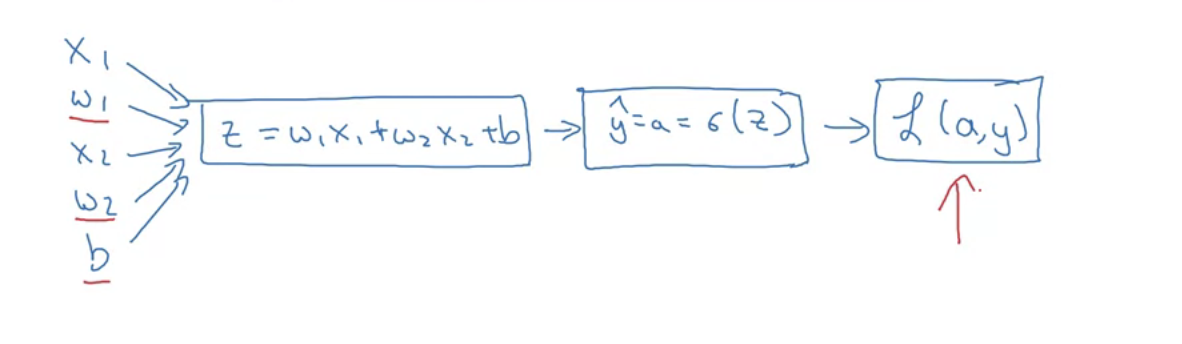 x₁
w₁
x₂
w₂
b
z = w₁x₁ + w₂x₂ + b
ŷ = a = σ(z)
ℒ(a,y)